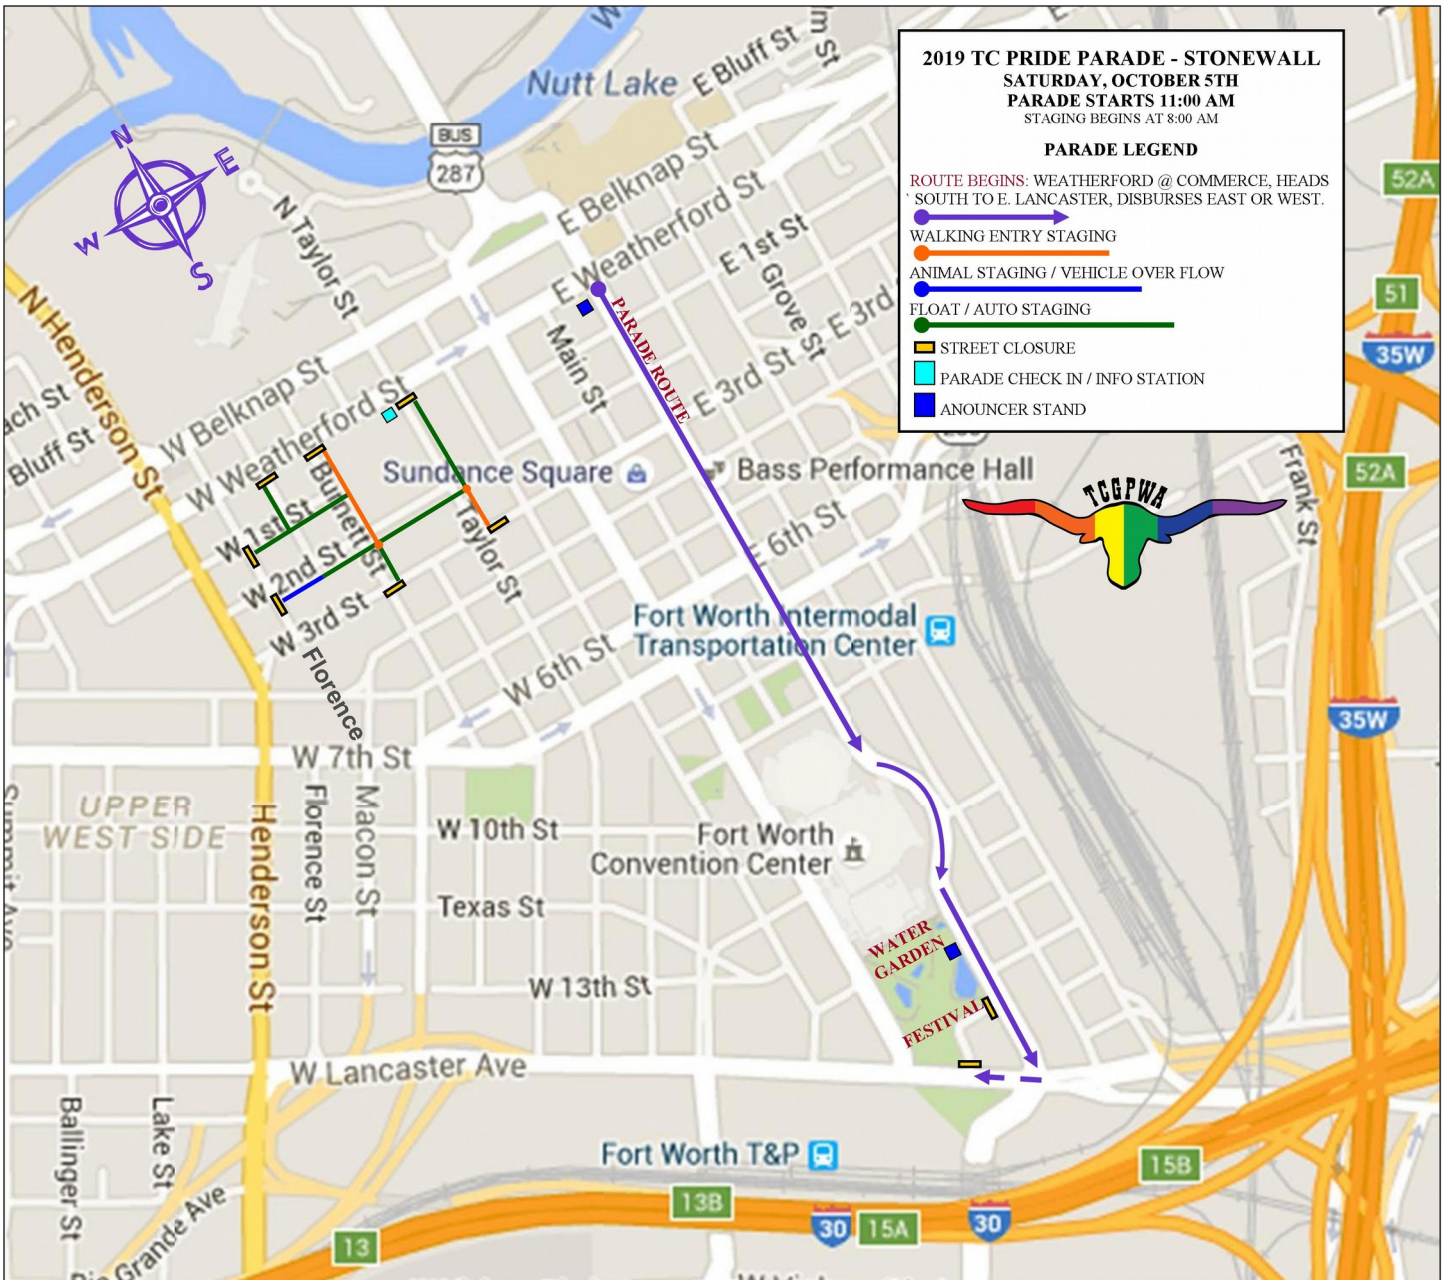 2019 TC PRIDE PARADE - STONEWALL
SATURDAY, OCTOBER 5TH
PARADE STARTS 11:00 AM
STAGING BEGINS AT 8:00 AM
PARADE LEGEND
ROUTE BEGINS: WEATHERFORD @ COMMERCE, HEADS
` SOUTH TO E. LANCASTER, DISBURSES EAST OR WEST.
WALKING ENTRY STAGING
ANIMAL STAGING / VEHICLE OVER FLOW
FLOAT / AUTO STAGING
STREET CLOSURE
PARADE CHECK IN / INFO STATION
ANOUNCER STAND
Nutt Lake
E Bluff St
BUS
287
N
E
W
S
E Belknap St
N Taylor St
E Weatherford St
E 1st St
Grove St
E 3rd
E 3rd St
52A
51
35W
N Henderson St
Main St
PARADE ROUTE
W Belknap St
W Weatherford St
ach St
Bluff St
Sundance Square
Bass Performance Hall
Burnett St
W 1st St
W 2nd St
W 3rd St
Taylor St
Florence
E 6th St
W 6th St
TCGPWA
Frank St
52A
Fort Worth Intermodal
Transportation Center
35W
W 7th St
UPPER
WEST SIDE
Henderson St
Florence St
Macon St
W 10th St
Texas St
W 13th St
Fort Worth
Convention Center
WATER
GARDEN
FESTIVAL
W Lancaster Ave
Ballinger St
Lake St
Rio Grande Ave
Fort Worth T&P
13
13B
30
15A
30
15B